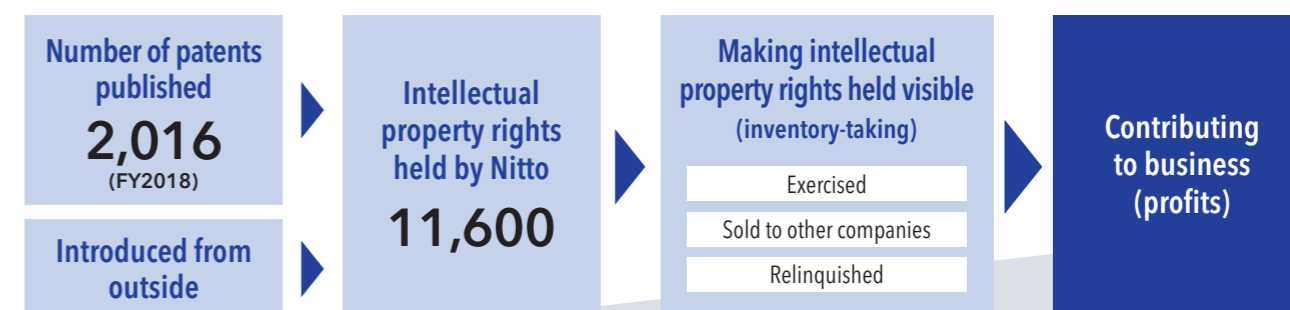 Number of patents
published
2,016
(FY2018)
Introduced from
outside
Intellectual
property rights
held by Nitto
11,600
Making intellectual
property rights held visible
(inventory-taking)
Exercised
Sold to other companies
Relinquished
Contributing
to business
(profits)